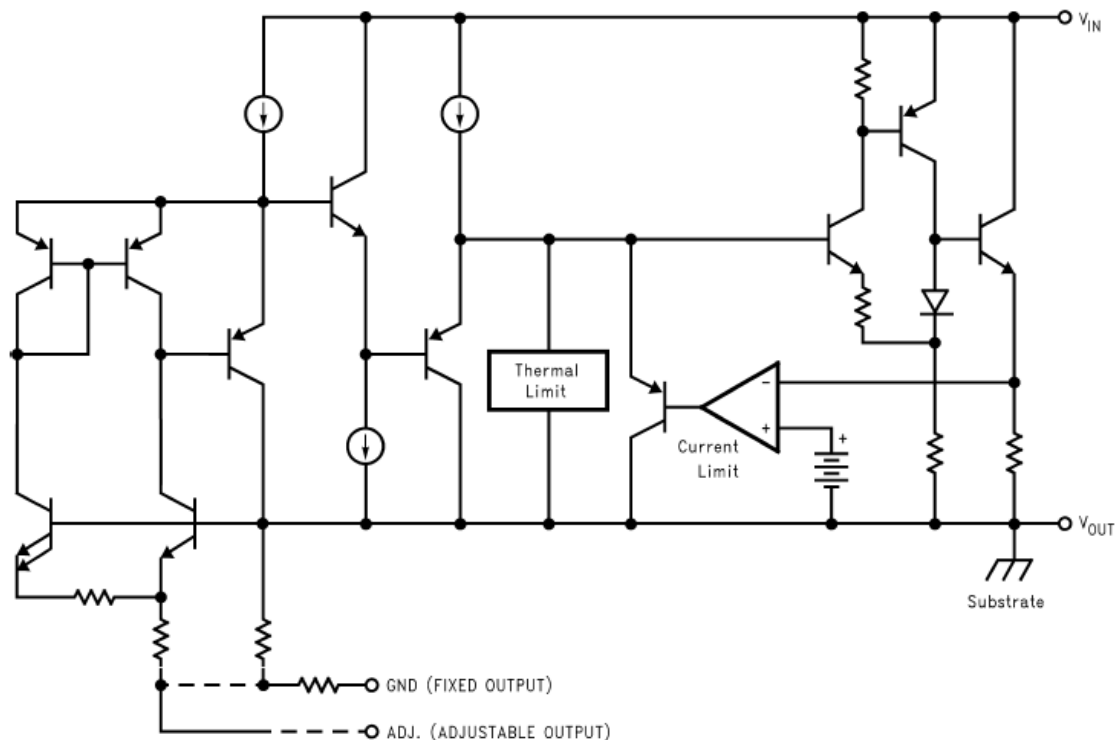 V_IN
Thermal
Limit
-
+
+
Current
Limit
V_OUT
Substrate
GND (FIXED OUTPUT)
ADJ. (ADJUSTABLE OUTPUT)